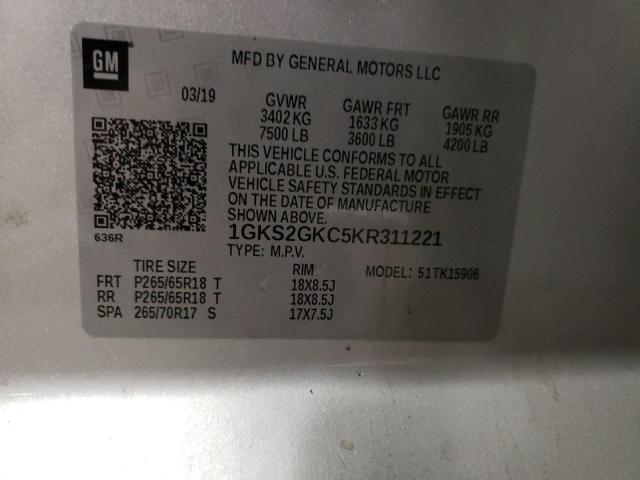 GM
MFD BY GENERAL MOTORS LLC
03/19 GVWR GAWR FRT GAWR RR
3402 KG 1633 KG 1905 KG
7500 LB 3600 LB 4200 LB
THIS VEHICLE CONFORMS TO ALL
APPLICABLE U.S. FEDERAL MOTOR
VEHICLE SAFETY STANDARDS IN EFFECT
ON THE DATE OF MANUFACTURE
SHOWN ABOVE.
636R
1GKS2GKC5KR311221
TYPE: M.P.V.
TIRE SIZE RIM MODEL: 51TK15906
FRT P265/65R18 T 18X8.5J
RR P265/65R18 T 18X8.5J
SPA 265/70R17 S 17X7.5J